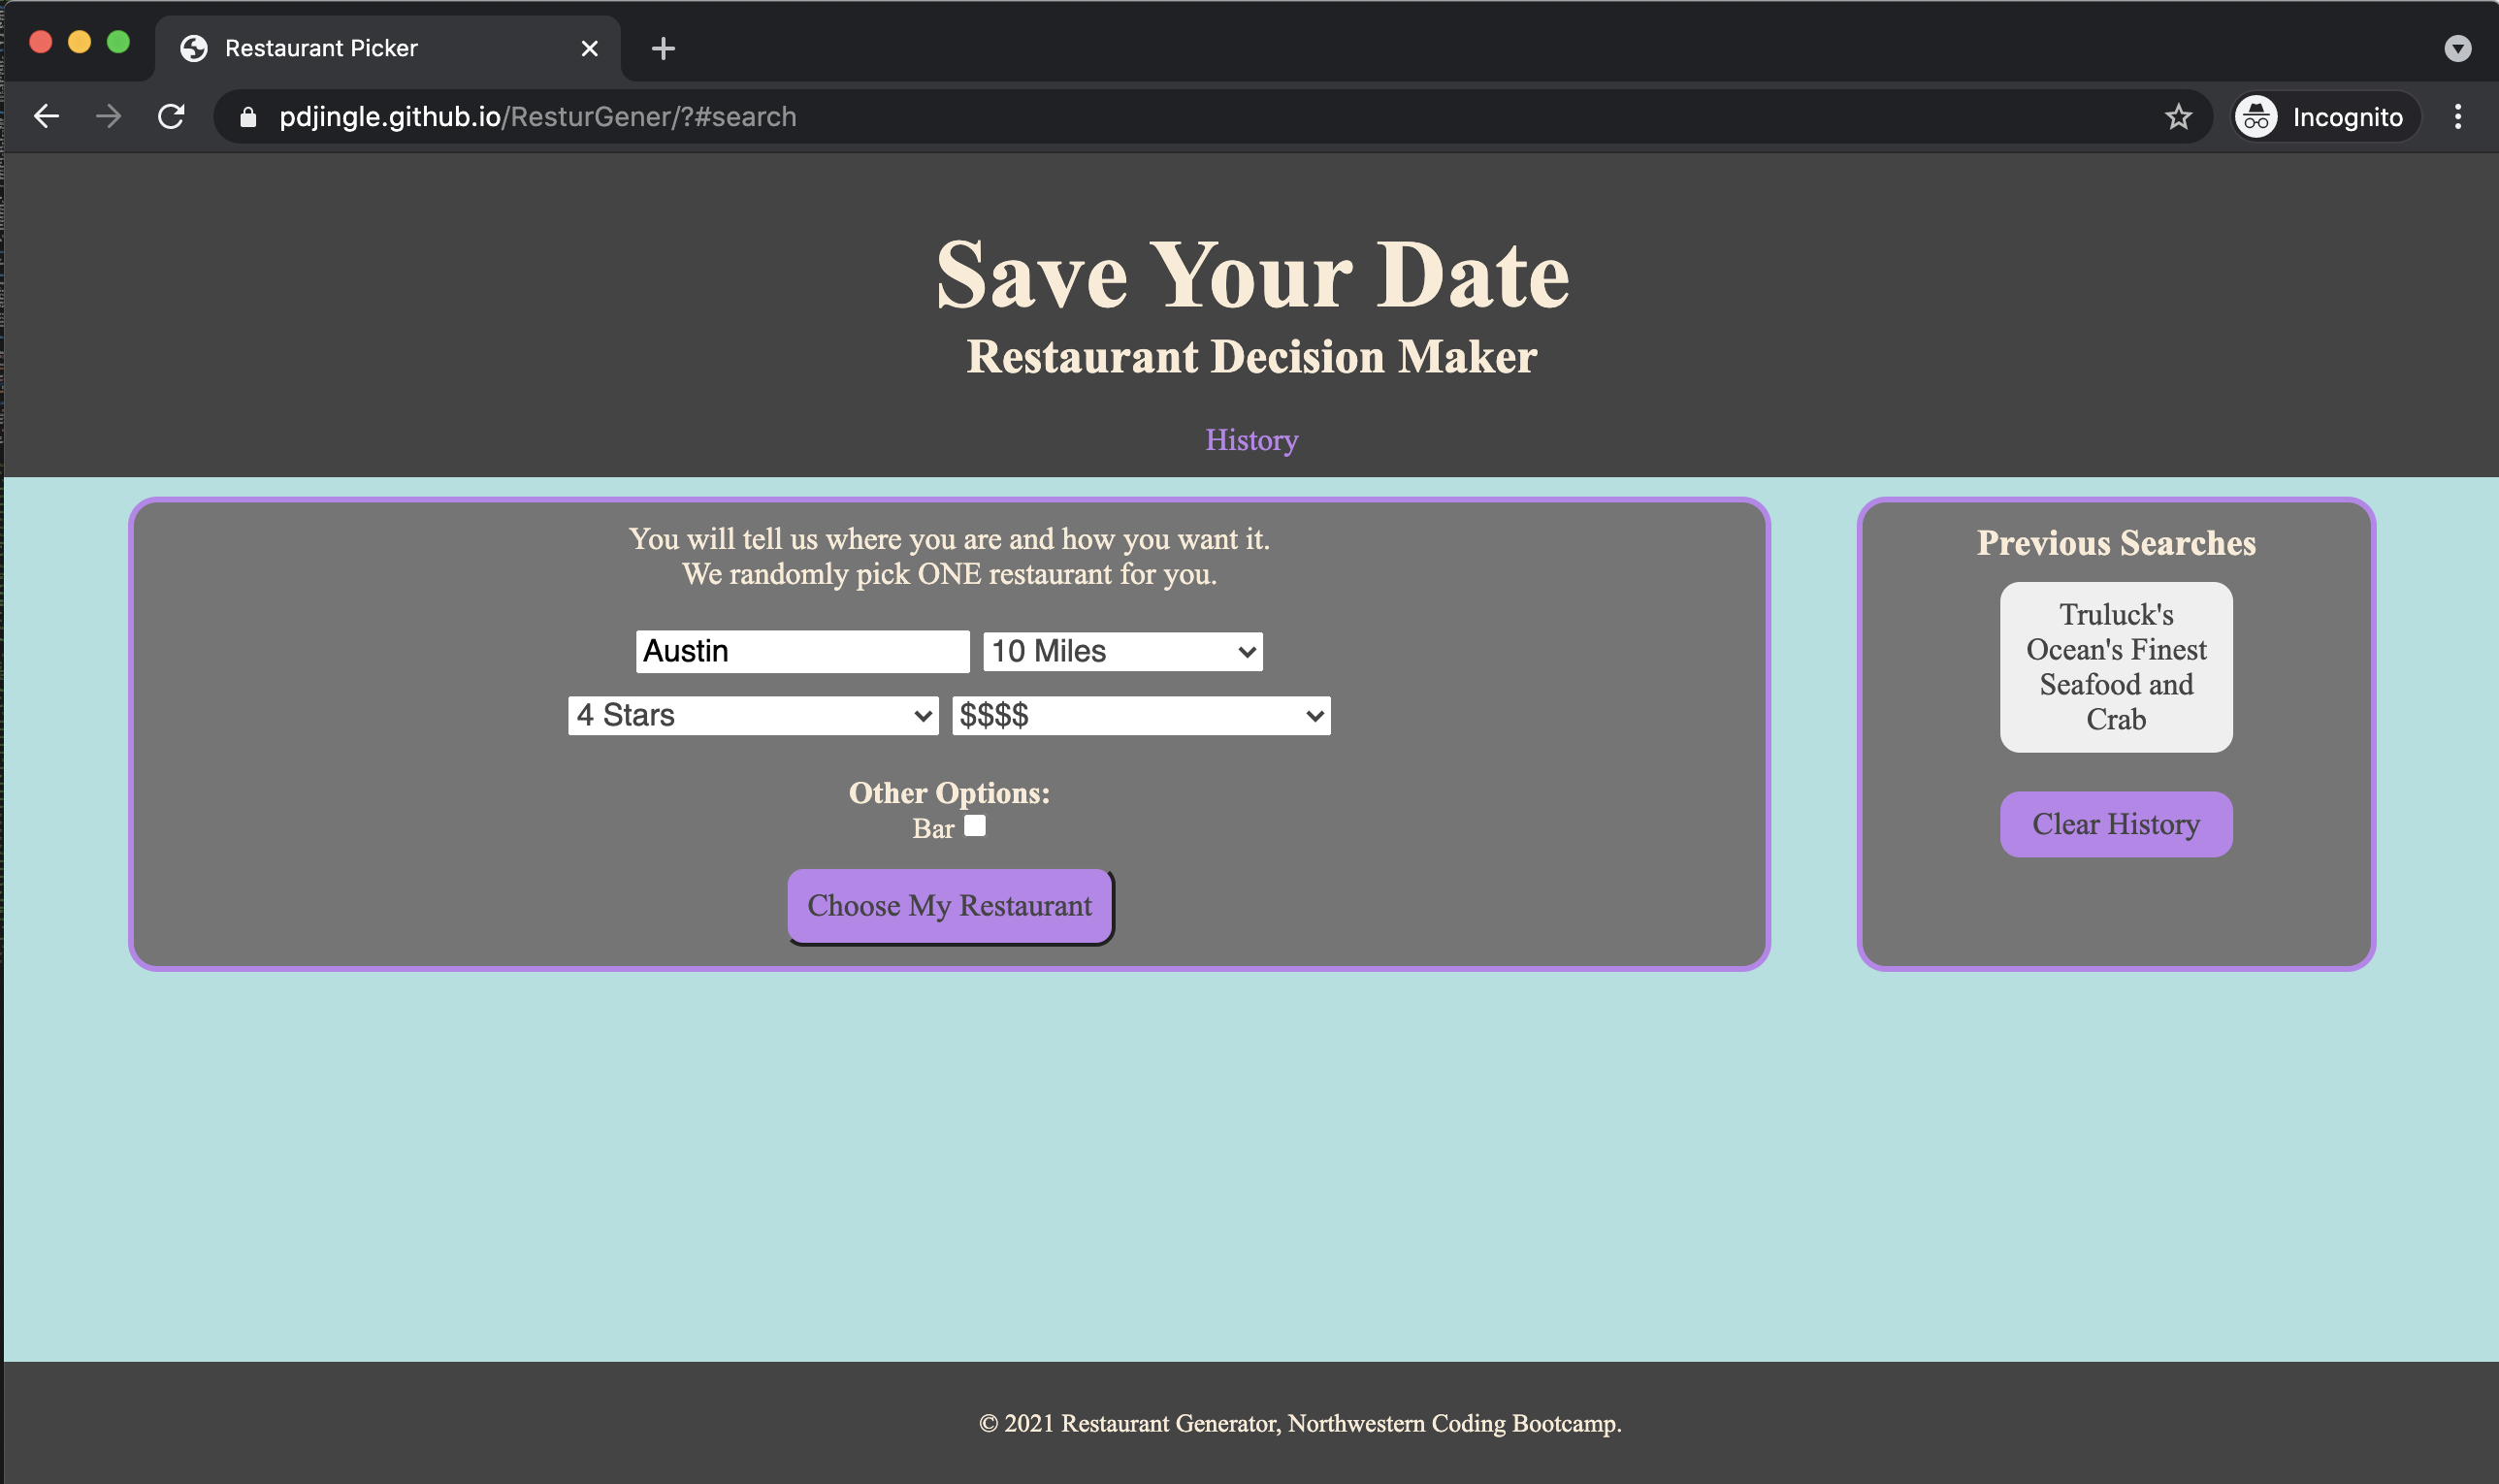 Restaurant Picker
pdjingle.github.io/ResturGener/?#search
Incognito
Save Your Date
Restaurant Decision Maker
History
You will tell us where you are and how you want it.
We randomly pick ONE restaurant for you.
Austin
10 Miles
4 Stars
$$$$
Other Options:
Bar
Choose My Restaurant
Previous Searches
Truluck's
Ocean's Finest
Seafood and
Crab
Clear History
© 2021 Restaurant Generator, Northwestern Coding Bootcamp.